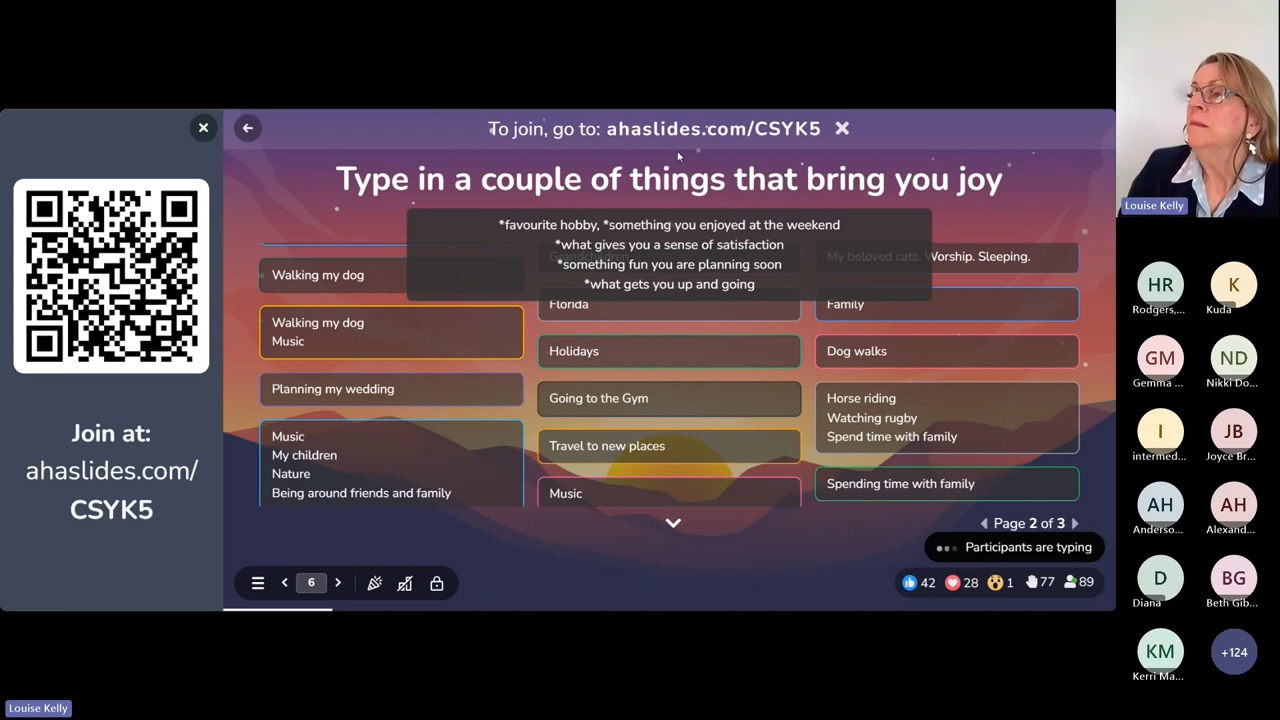 To join, go to: ahaslides.com/CSYK5
Type in a couple of things that bring you joy
*favourite hobby, *something you enjoyed at the weekend
*what gives you a sense of satisfaction
*something fun you are planning soon
*what gets you up and going
Walking my dog
Walking my dog
Music
Planning my wedding
Music
My children
Nature
Being around friends and family
Grandchildren
Florida
Holidays
Going to the Gym
Travel to new places
Music
My beloved cats. Worship. Sleeping.
Family
Dog walks
Horse riding
Watching rugby
Spend time with family
Spending time with family
Page 2 of 3
Participants are typing
6
42
28
1
77
89
Join at:
ahaslides.com/
CSYK5
Louise Kelly
HR
Rodgers,...
K
Kuda
GM
Gemma ...
ND
Nikki Do...
I
intermed...
JB
Joyce Br...
AH
Anderso...
AH
Alexand...
D
Diana
BG
Beth Gib...
KM
Kerri Ma...
+124
Louise Kelly